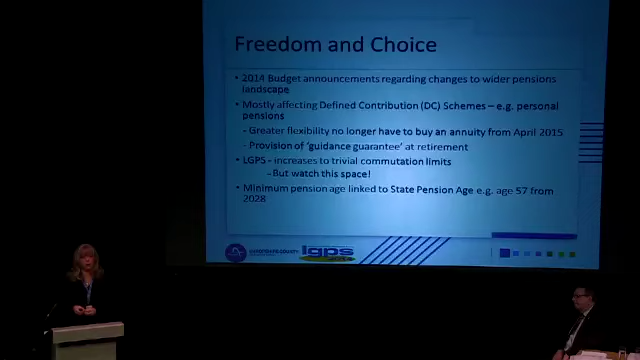 Freedom and Choice
• 2014 Budget announcements regarding changes to wider pensions
landscape
• Mostly affecting Defined Contribution (DC) Schemes – e.g. personal
pensions
- Greater flexibility no longer have to buy an annuity from April 2015
- Provision of 'guidance guarantee' at retirement
• LGPS - increases to trivial commutation limits
- But watch this space!
• Minimum pension age linked to State Pension Age e.g. age 57 from
2028
lgps